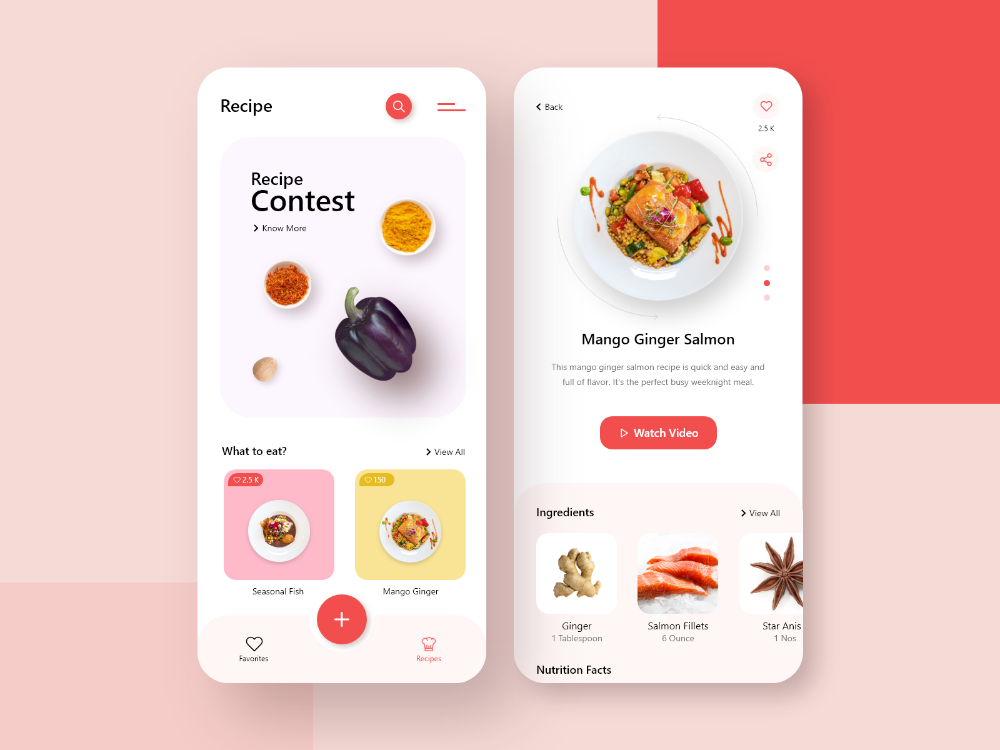 Recipe
Recipe
Contest
Know More
What to eat?
View All
2.5 K
150
Seasonal Fish
Mango Ginger
Favorites
Recipes
Back
2.5 K
Mango Ginger Salmon
This mango ginger salmon recipe is quick and easy and
full of flavor. It's the perfect busy weeknight meal.
Watch Video
Ingredients
View All
Ginger
1 Tablespoon
Salmon Fillets
6 Ounce
Star Anis
1 Nos
Nutrition Facts